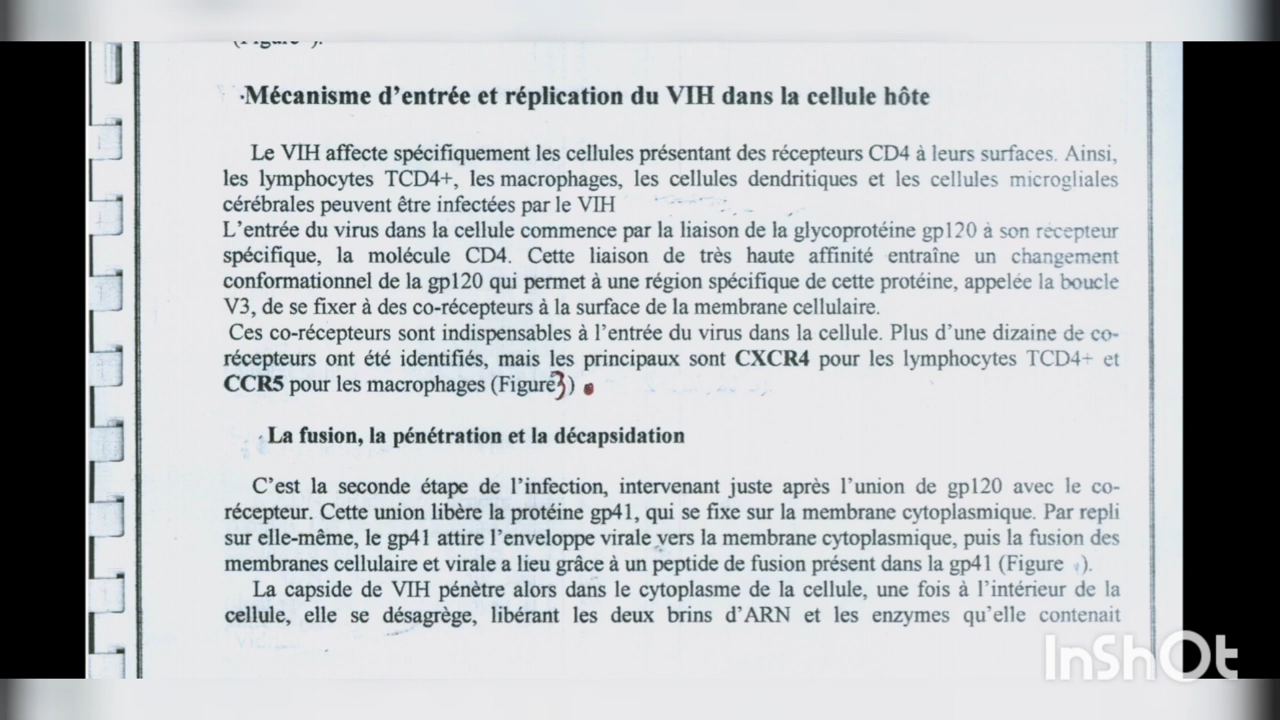 ·Mécanisme d'entrée et réplication du VIH dans la cellule hôte
Le VIH affecte spécifiquement les cellules présentant des récepteurs CD4 à leurs surfaces. Ainsi,
les lymphocytes TCD4+, les macrophages, les cellules dendritiques et les cellules microgliales
cérébrales peuvent être infectées par le VIH
L'entrée du virus dans la cellule commence par la liaison de la glycoprotéine gp120 à son récepteur
spécifique, la molécule CD4. Cette liaison de très haute affinité entraîne un changement
conformationnel de la gp120 qui permet à une région spécifique de cette protéine, appelée la boucle
V3, de se fixer à des co-récepteurs à la surface de la membrane cellulaire.
Ces co-récepteurs sont indispensables à l'entrée du virus dans la cellule. Plus d'une dizaine de co-
récepteurs ont été identifiés, mais les principaux sont CXCR4 pour les lymphocytes TCD4+ et
CCR5 pour les macrophages (Figure 3).
La fusion, la pénétration et la décapsidation
C'est la seconde étape de l'infection, intervenant juste après l'union de gp120 avec le co-
récepteur. Cette union libère la protéine gp41, qui se fixe sur la membrane cytoplasmique. Par repli
sur elle-même, le gp41 attire l'enveloppe virale vers la membrane cytoplasmique, puis la fusion des
membranes cellulaire et virale a lieu grâce à un peptide de fusion présent dans la gp41 (Figure ).
La capside de VIH pénètre alors dans le cytoplasme de la cellule, une fois à l'intérieur de la
cellule, elle se désagrège, libérant les deux brins d'ARN et les enzymes qu'elle contenait
InShOt